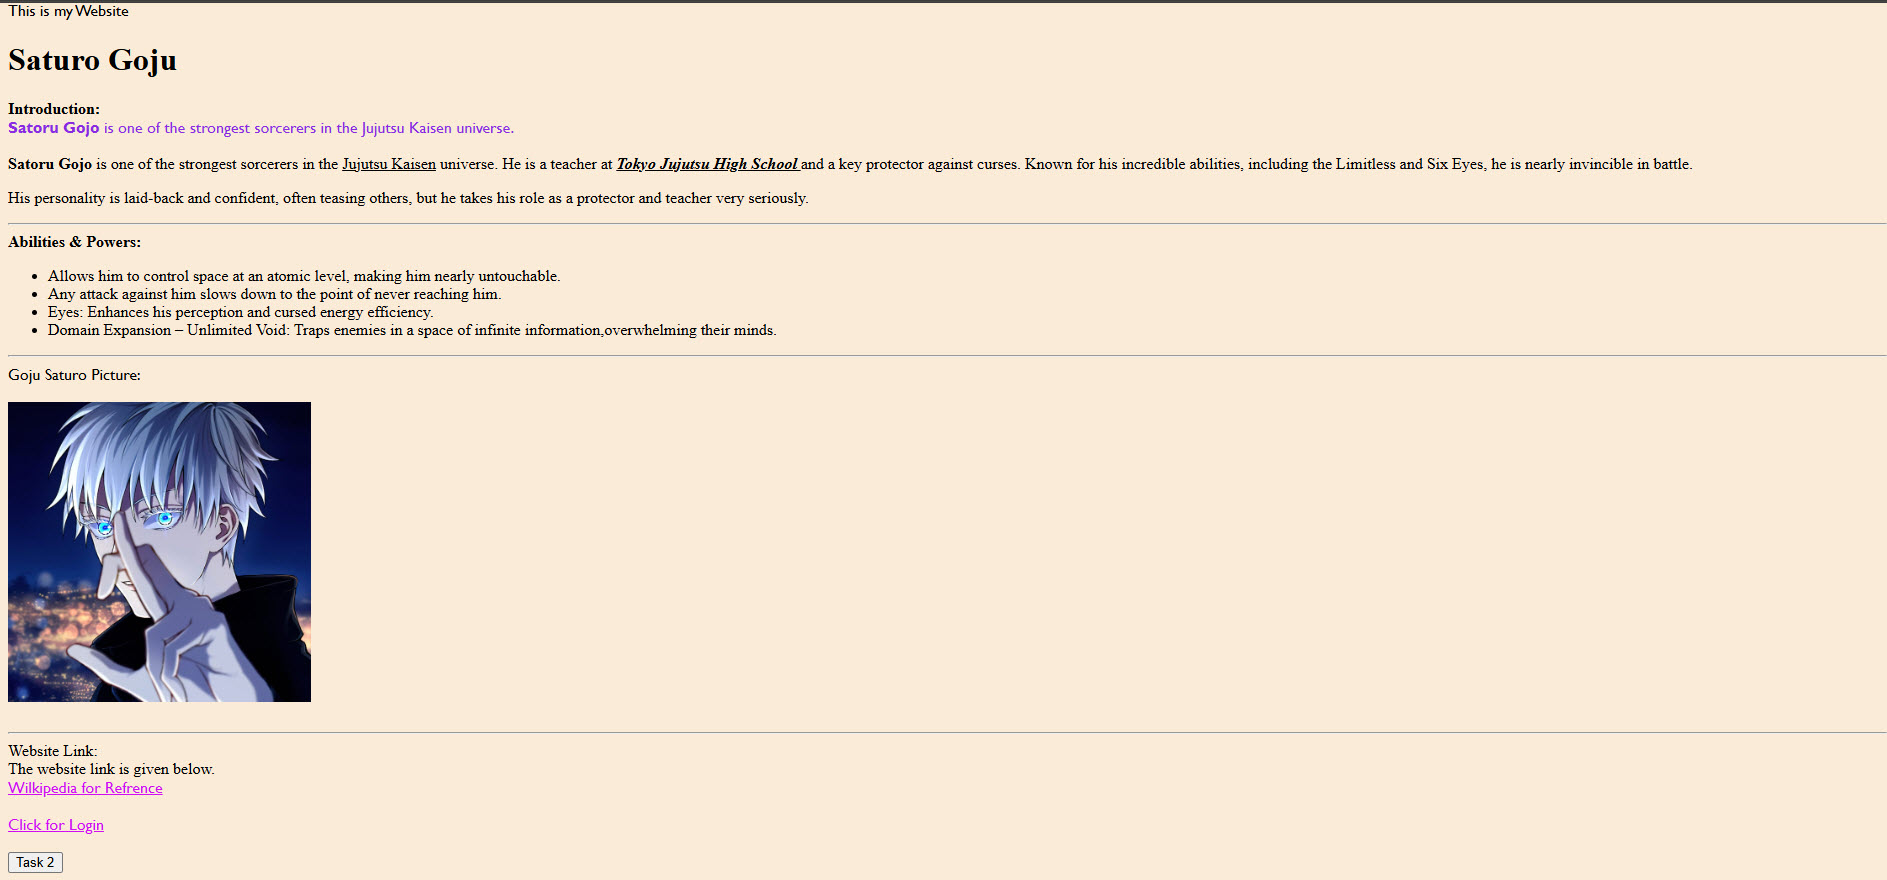 This is my Website
Saturo Goju
Introduction:
Satoru Gojo is one of the strongest sorcerers in the Jujutsu Kaisen universe.
Satoru Gojo is one of the strongest sorcerers in the Jujutsu Kaisen universe. He is a teacher at Tokyo Jujutsu High School and a key protector against curses. Known for his incredible abilities, including the Limitless and Six Eyes, he is nearly invincible in battle.
His personality is laid-back and confident, often teasing others, but he takes his role as a protector and teacher very seriously.
Abilities & Powers:
• Allows him to control space at an atomic level, making him nearly untouchable.
• Any attack against him slows down to the point of never reaching him.
• Eyes: Enhances his perception and cursed energy efficiency.
• Domain Expansion – Unlimited Void: Traps enemies in a space of infinite information,overwhelming their minds.
Goju Saturo Picture:
Website Link:
The website link is given below.
Wilkipedia for Refrence
Click for Login
Task 2